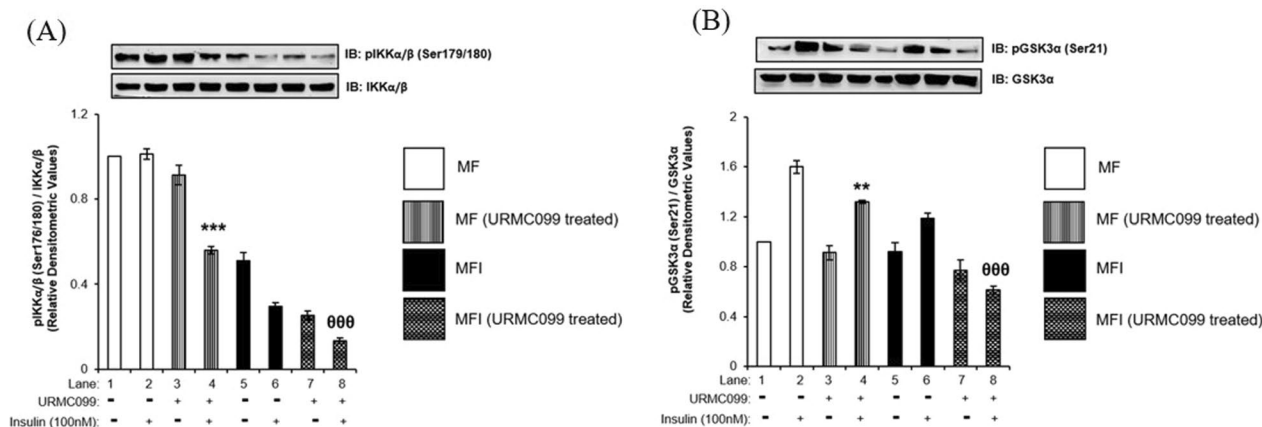 (A)
IB: pIKKα/β (Ser179/180)
IB: IKKα/β
pIKKα/β (Ser176/180) / IKKα/β
(Relative Densitometric Values)
1.2
0.8
0.4
0
***
θθθ
Lane: 1 2 3 4 5 6 7 8
URMC099: - - + + - - + +
Insulin (100nM): - + - + - + - +
MF
MF (URMC099 treated)
MFI
MFI (URMC099 treated)
(B)
IB: pGSK3α (Ser21)
IB: GSK3α
pGSK3α (Ser21) / GSK3α
(Relative Densitometric Values)
2
1.6
1.2
0.8
0.4
0
**
θθθ
Lane: 1 2 3 4 5 6 7 8
URMC099: - - + + - - + +
Insulin (100nM): - + - + - + - +
MF
MF (URMC099 treated)
MFI
MFI (URMC099 treated)